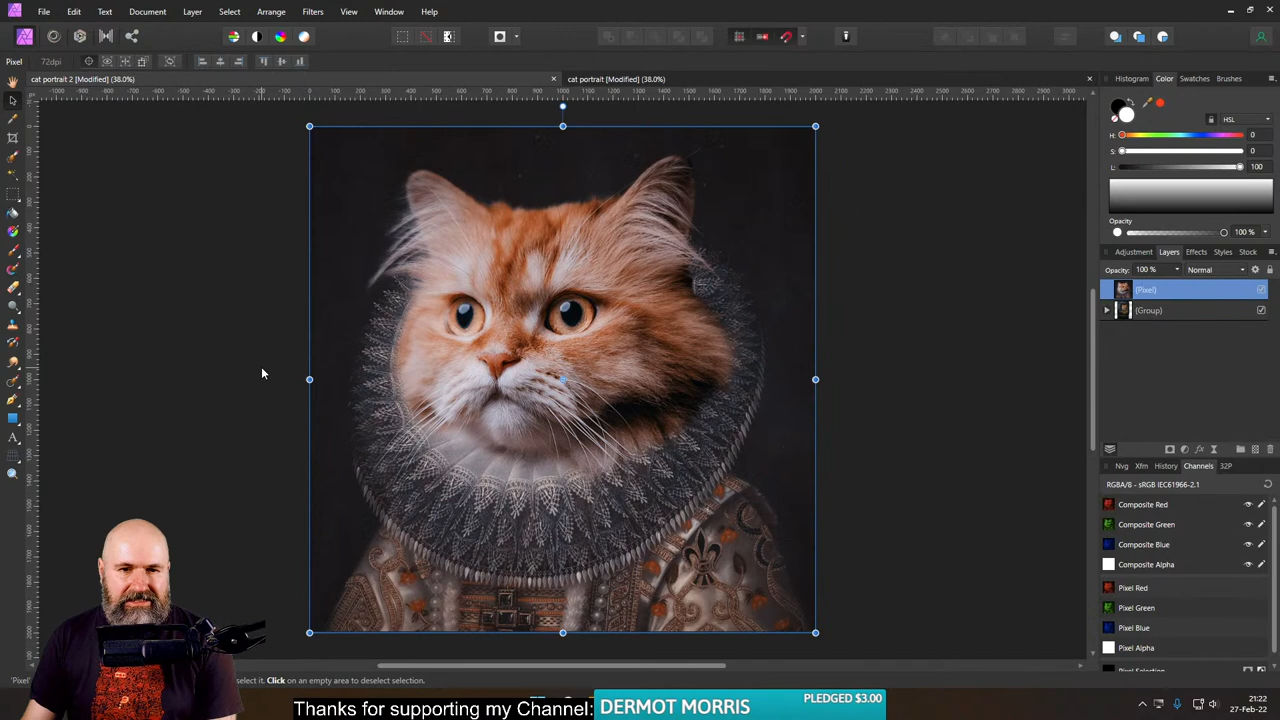 File Edit Text Document Layer Select Arrange Filters View Window Help
Pixel 72dpi
cat portrait 2 [Modified] (38.0%)
cat portrait [Modified] (38.0%)
Histogram Color Swatches Brushes
HSL
H: 0
S: 0
L: 100
Opacity
100 %
Adjustment Layers Effects Styles Stock
Opacity: 100 % Normal
(Pixel)
(Group)
Nvg Xfm History Channels 32P
RGBA/8 - sRGB IEC61966-2.1
Composite Red
Composite Green
Composite Blue
Composite Alpha
Pixel Red
Pixel Green
Pixel Blue
Pixel Alpha
Pixel Selection
select it. Click on an empty area to deselect selection.
Thanks for supporting my Channel:
DERMOT MORRIS
PLEDGED $3.00
21:22
27-Feb-22